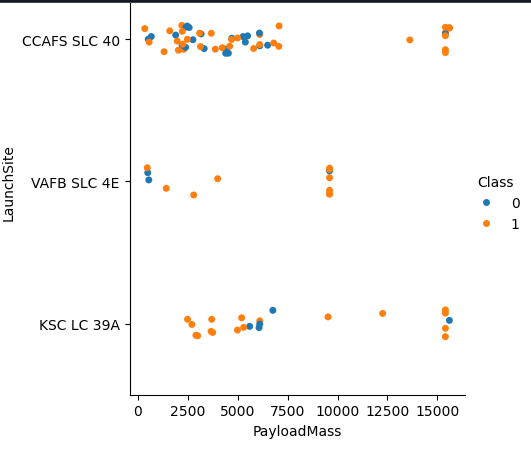 CCAFS SLC 40
VAFB SLC 4E
KSC LC 39A
LaunchSite
0
2500
5000
7500
10000
12500
15000
PayloadMass
Class
0
1